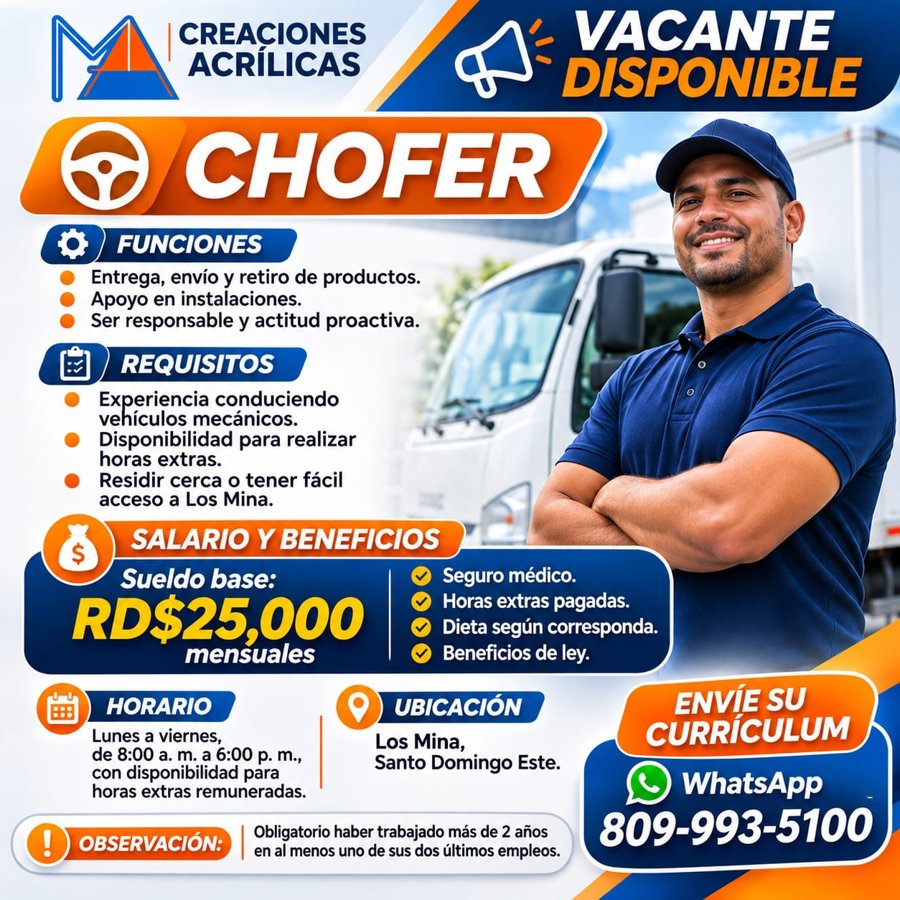 MA
CREACIONES
ACRÍLICAS
VACANTE
DISPONIBLE
CHOFER
FUNCIONES
Entrega, envío y retiro de productos.
Apoyo en instalaciones.
Ser responsable y actitud proactiva.
REQUISITOS
Experiencia conduciendo
vehículos mecánicos.
Disponibilidad para realizar
horas extras.
Residir cerca o tener fácil
acceso a Los Mina.
SALARIO Y BENEFICIOS
Sueldo base:
RD$25,000
mensuales
Seguro médico.
Horas extras pagadas.
Dieta según corresponda.
Beneficios de ley.
HORARIO
Lunes a viernes,
de 8:00 a. m. a 6:00 p. m.,
con disponibilidad para
horas extras remuneradas.
UBICACIÓN
Los Mina,
Santo Domingo Este.
ENVÍE SU
CURRÍCULUM
WhatsApp
809-993-5100
OBSERVACIÓN:
Obligatorio haber trabajado más de 2 años
en al menos uno de sus dos últimos empleos.